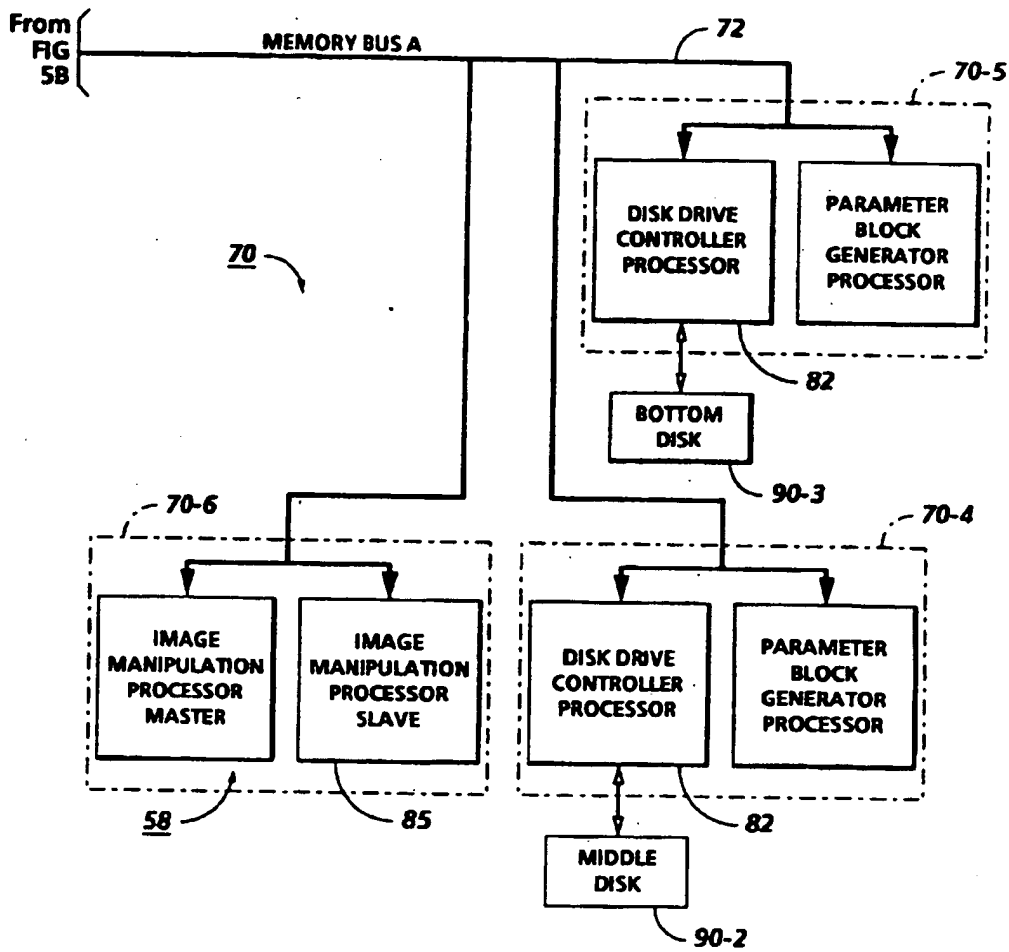 From
FIG
5B
MEMORY BUS A
72
70-5
DISK DRIVE
CONTROLLER
PROCESSOR
PARAMETER
BLOCK
GENERATOR
PROCESSOR
70
82
BOTTOM
DISK
90-3
70-6
70-4
IMAGE
MANIPULATION
PROCESSOR
MASTER
IMAGE
MANIPULATION
PROCESSOR
SLAVE
DISK DRIVE
CONTROLLER
PROCESSOR
PARAMETER
BLOCK
GENERATOR
PROCESSOR
58
85
82
MIDDLE
DISK
90-2